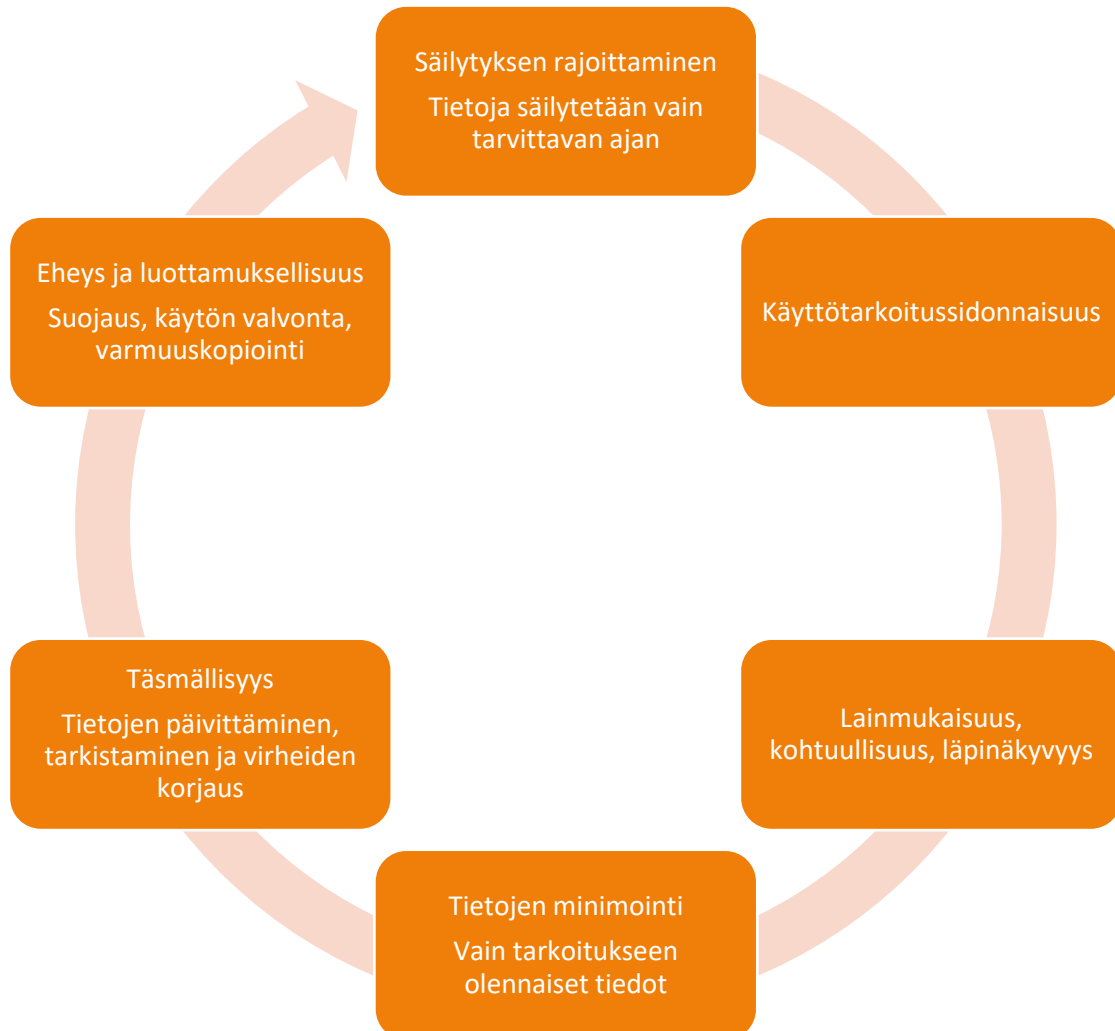 Säilytyksen rajoittaminen
Tietoja säilytetään vain
tarvittavan ajan
Käyttötarkoitussidonnaisuus
Lainmukaisuus,
kohtuullisuus, läpinäkyvyys
Tietojen minimointi
Vain tarkoitukseen
olennaiset tiedot
Täsmällisyys
Tietojen päivittäminen,
tarkistaminen ja virheiden
korjaus
Eheys ja luottamuksellisuus
Suojaus, käytön valvonta,
varmuuskopiointi